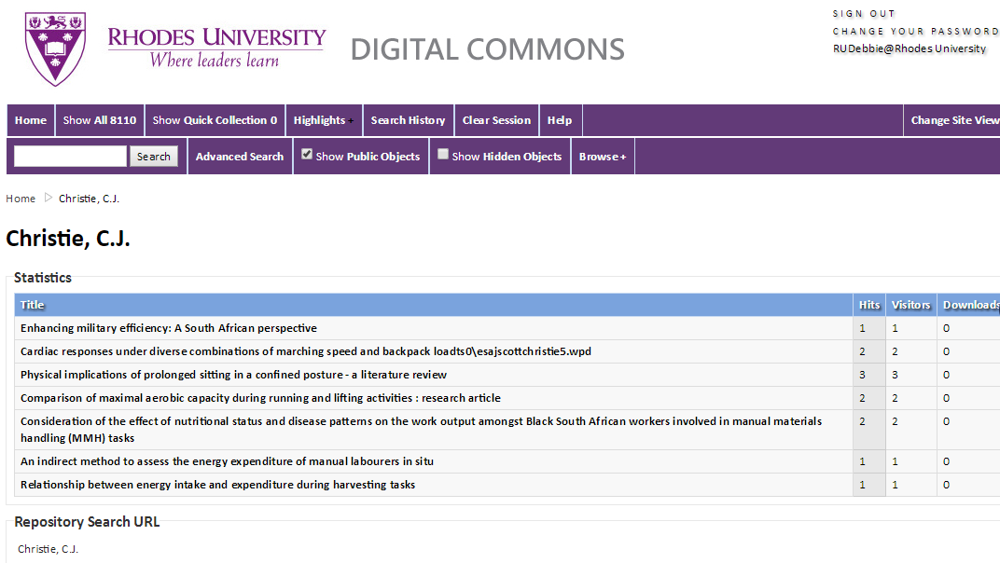 SIGN OUT
CHANGE YOUR PASSWORD
RUDebbie@Rhodes University
RHODES UNIVERSITY
Where leaders learn
DIGITAL COMMONS
Home Show All 8110 Show Quick Collection 0 Highlights + Search History Clear Session Help Change Site View
Search Advanced Search Show Public Objects Show Hidden Objects Browse +
Home Christie, C.J.
Christie, C.J.
Statistics
Title Hits Visitors Downloads
Enhancing military efficiency: A South African perspective 1 1 0
Cardiac responses under diverse combinations of marching speed and backpack loadts0\esajscottchristie5.wpd 2 2 0
Physical implications of prolonged sitting in a confined posture - a literature review 3 3 0
Comparison of maximal aerobic capacity during running and lifting activities : research article 2 2 0
Consideration of the effect of nutritional status and disease patterns on the work output amongst Black South African workers involved in manual materials 2 2 0
handling (MMH) tasks
An indirect method to assess the energy expenditure of manual labourers in situ 1 1 0
Relationship between energy intake and expenditure during harvesting tasks 1 1 0
Repository Search URL
Christie, C.J.